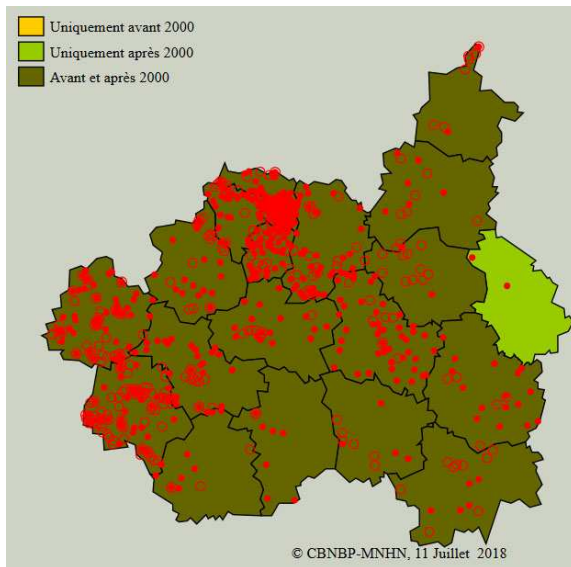 Uniquement avant 2000
Uniquement après 2000
Avant et après 2000
© CBNBP-MNHN, 11 Juillet 2018